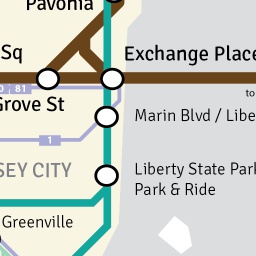 Pavonia
Sq
Exchange Place
81
to
Grove St
Marin Blvd / Libe
1
SEY CITY
Liberty State Park
Park & Ride
Greenville